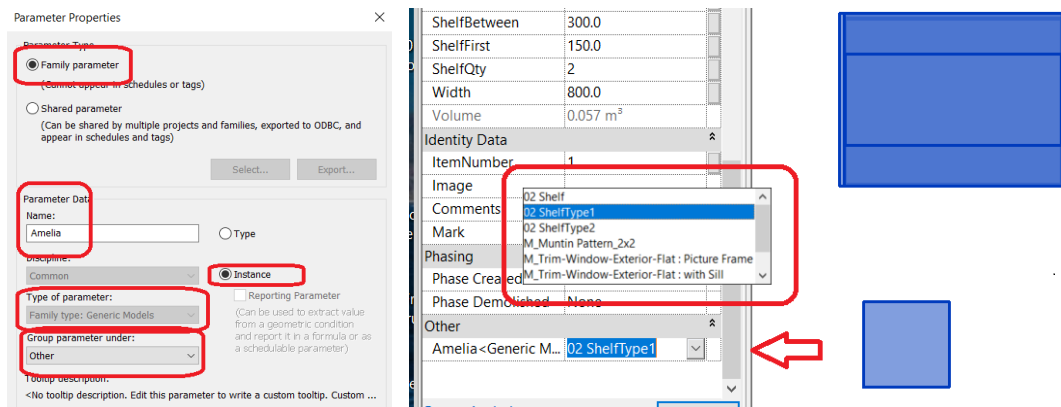 Parameter Properties
Parameter Type
Family parameter
(Cannot appear in schedules or tags)
Shared parameter
(Can be shared by multiple projects and families, exported to ODBC, and
appear in schedules and tags)
Select...
Export...
Parameter Data
Name:
Amelia
Type
Discipline:
Common
Instance
Type of parameter:
Reporting Parameter
Family type: Generic Models
(Can be used to extract value
from a geometric condition
and report it in a formula or as
a schedulable parameter)
Group parameter under:
Other
Tooltip description:
<No tooltip description. Edit this parameter to write a custom tooltip. Custom ...
ShelfBetween 300.0
ShelfFirst 150.0
ShelfQty 2
Width 800.0
Volume 0.057 m³
Identity Data
ItemNumber 1
Image
Comments
Mark
Phasing
Phase Created
Phase Demolished None
Other
Amelia<Generic M... 02 ShelfType1
02 Shelf
02 ShelfType1
02 ShelfType2
M_Muntin Pattern_2x2
M_Trim-Window-Exterior-Flat : Picture Frame
M_Trim-Window-Exterior-Flat : with Sill